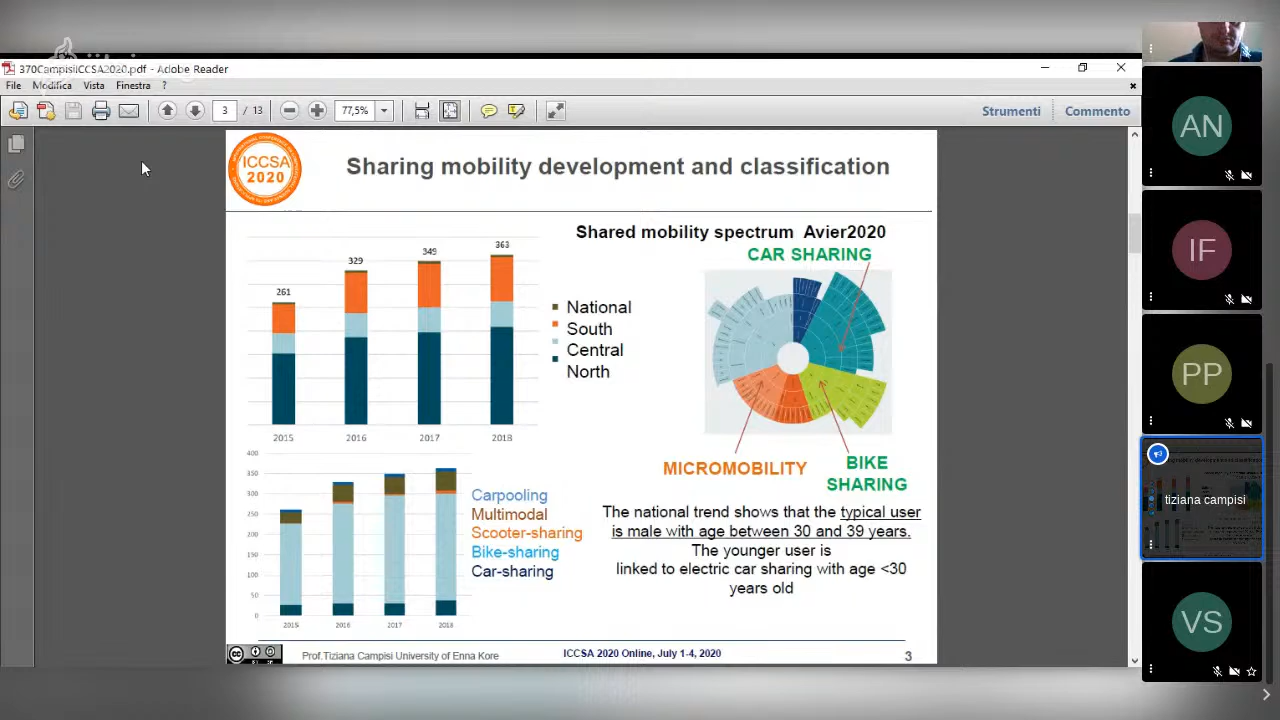 370CampisiICCSA2020.pdf - Adobe Reader
File Modifica Vista Finestra ?
3 / 13
77,5%
Strumenti
Commento
ICCSA
2020
Sharing mobility development and classification
261
329
349
363
2015 2016 2017 2018
National
South
Central
North
Shared mobility spectrum Avier2020
CAR SHARING
MICROMOBILITY
BIKE
SHARING
400
350
300
250
200
150
100
50
0
2015 2016 2017 2018
Carpooling
Multimodal
Scooter-sharing
Bike-sharing
Car-sharing
The national trend shows that the typical user
is male with age between 30 and 39 years.
The younger user is
linked to electric car sharing with age <30
years old
Prof.Tiziana Campisi University of Enna Kore
ICCSA 2020 Online, July 1-4, 2020
3
AN
IF
PP
tiziana campisi
VS